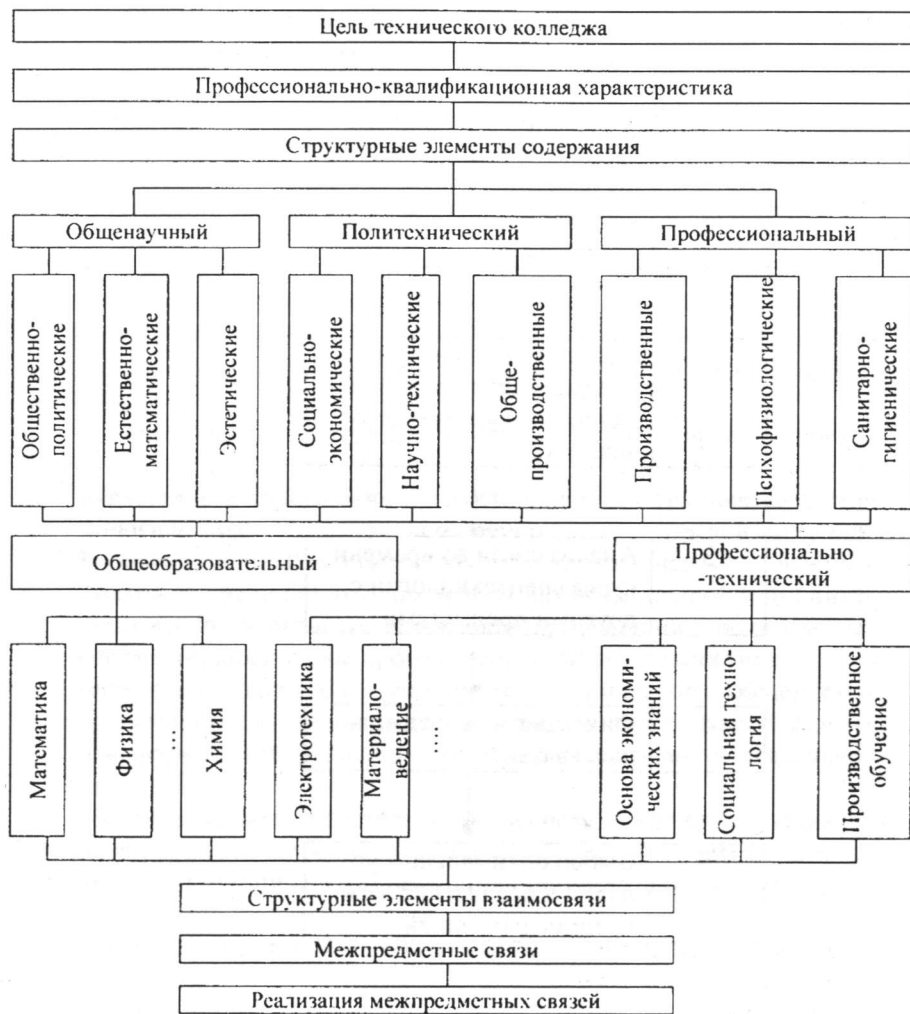 Цель технического колледжа
Профессионально-квалификационная характеристика
Структурные элементы содержания
Общенаучный
Политехнический
Профессиональный
Общественно-
политические
Естественно-
математические
Эстетические
Социально-
экономические
Научно-технические
Обще-
производственные
Производственные
Психофизиологические
Санитарно-
гигиенические
Общеобразовательный
Профессионально
-технический
Математика
Физика
....
Химия
Электротехника
Материало-
ведение
.....
Основа экономи-
ческих знаний
Социальная техно-
логия
Производственное
обучение
Структурные элементы взаимосвязи
Межпредметные связи
Реализация межпредметных связей